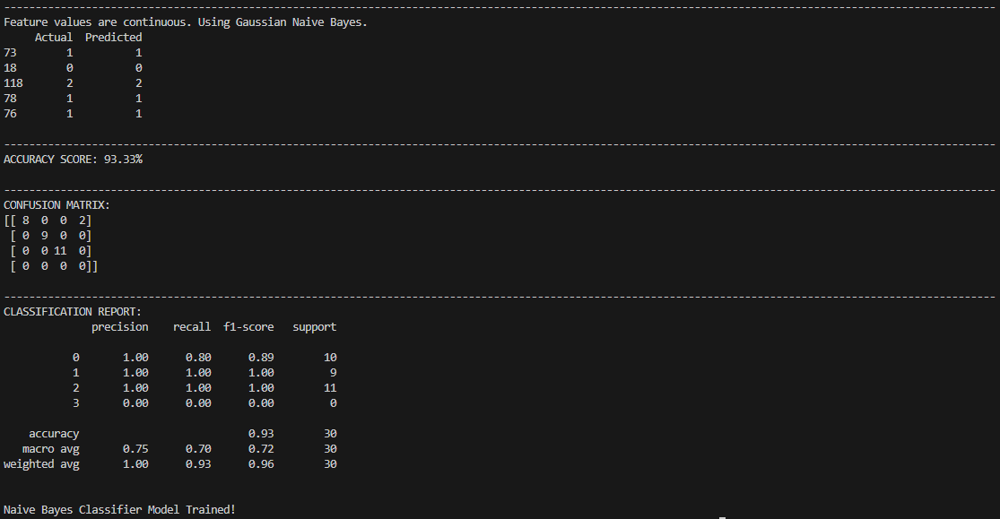 --------------------------------------------------------------------------------------------------------------------------------------------------------------
Feature values are continuous. Using Gaussian Naive Bayes.
     Actual  Predicted
73        1          1
18        0          0
118       2          2
78        1          1
76        1          1
--------------------------------------------------------------------------------------------------------------------------------------------------------------
ACCURACY SCORE: 93.33%
--------------------------------------------------------------------------------------------------------------------------------------------------------------
CONFUSION MATRIX:
[[ 8  0  0  2]
 [ 0  9  0  0]
 [ 0  0 11  0]
 [ 0  0  0  0]]
--------------------------------------------------------------------------------------------------------------------------------------------------------------
CLASSIFICATION REPORT:
              precision    recall  f1-score   support
           0       1.00      0.80      0.89        10
           1       1.00      1.00      1.00         9
           2       1.00      1.00      1.00        11
           3       0.00      0.00      0.00         0
    accuracy                           0.93        30
   macro avg       0.75      0.70      0.72        30
weighted avg       1.00      0.93      0.96        30
Naive Bayes Classifier Model Trained!